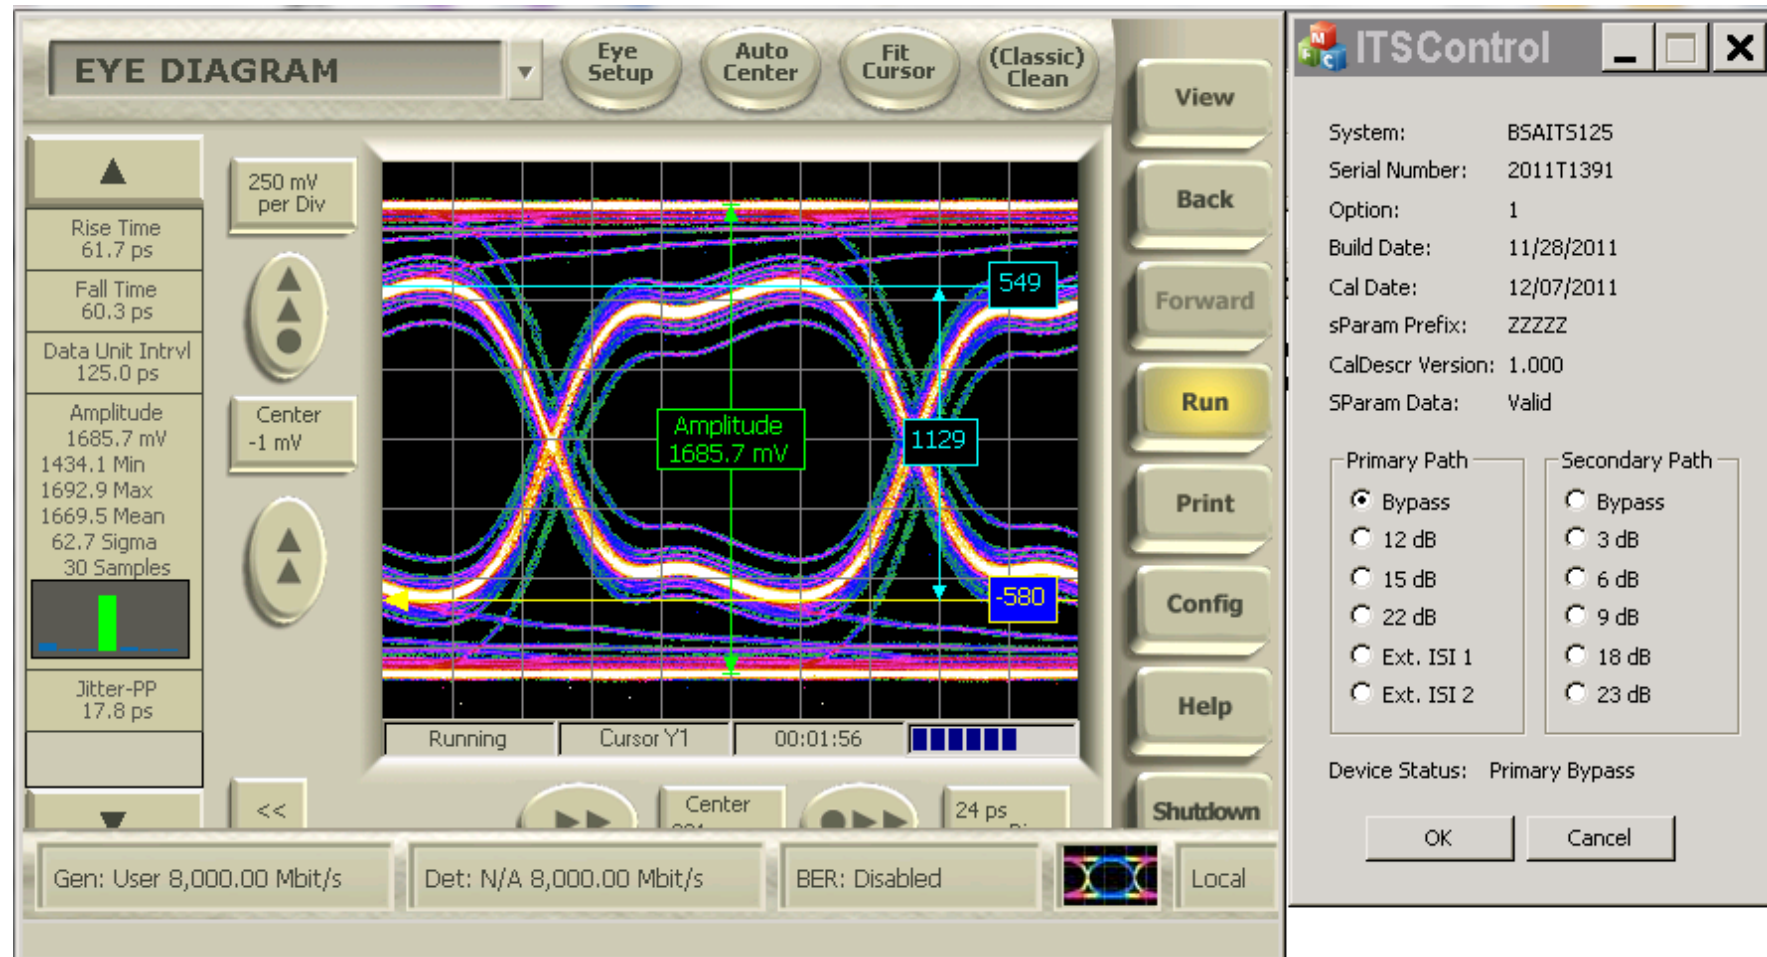 EYE DIAGRAM
Eye
Setup
Auto
Center
Fit
Cursor
(Classic)
Clean
View
Back
Forward
Run
Print
Config
Help
Shutdown
Rise Time
61.7 ps
Fall Time
60.3 ps
Data Unit Intrvl
125.0 ps
Amplitude
1685.7 mV
1434.1 Min
1692.9 Max
1669.5 Mean
62.7 Sigma
30 Samples
Jitter-PP
17.8 ps
250 mV
per Div
Center
-1 mV
549
Amplitude
1685.7 mV
1129
-580
Running
Cursor Y1
00:01:56
<<
Center
24 ps
Gen: User 8,000.00 Mbit/s
Det: N/A 8,000.00 Mbit/s
BER: Disabled
Local
ITSControl
System: BSAITS125
Serial Number: 2011T1391
Option: 1
Build Date: 11/28/2011
Cal Date: 12/07/2011
sParam Prefix: ZZZZZ
CalDescr Version: 1.000
SParam Data: Valid
Primary Path
Bypass
12 dB
15 dB
22 dB
Ext. ISI 1
Ext. ISI 2
Secondary Path
Bypass
3 dB
6 dB
9 dB
18 dB
23 dB
Device Status: Primary Bypass
OK
Cancel